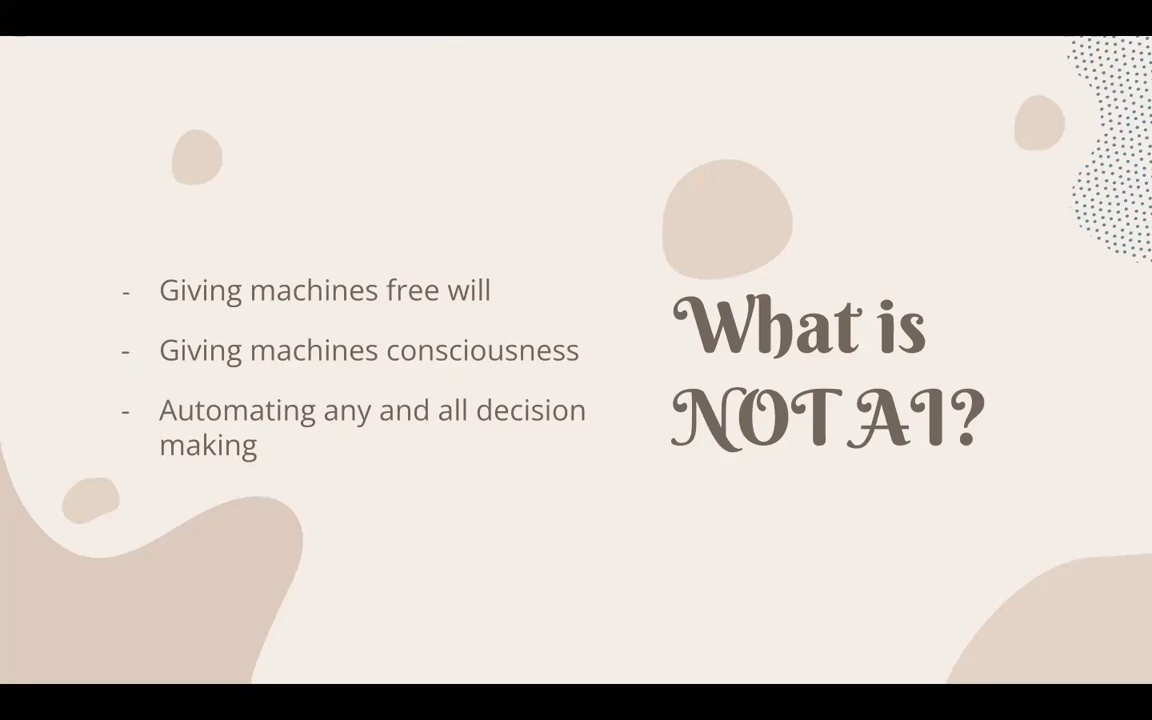 - Giving machines free will
- Giving machines consciousness
- Automating any and all decision
making
What is
NOT AI?